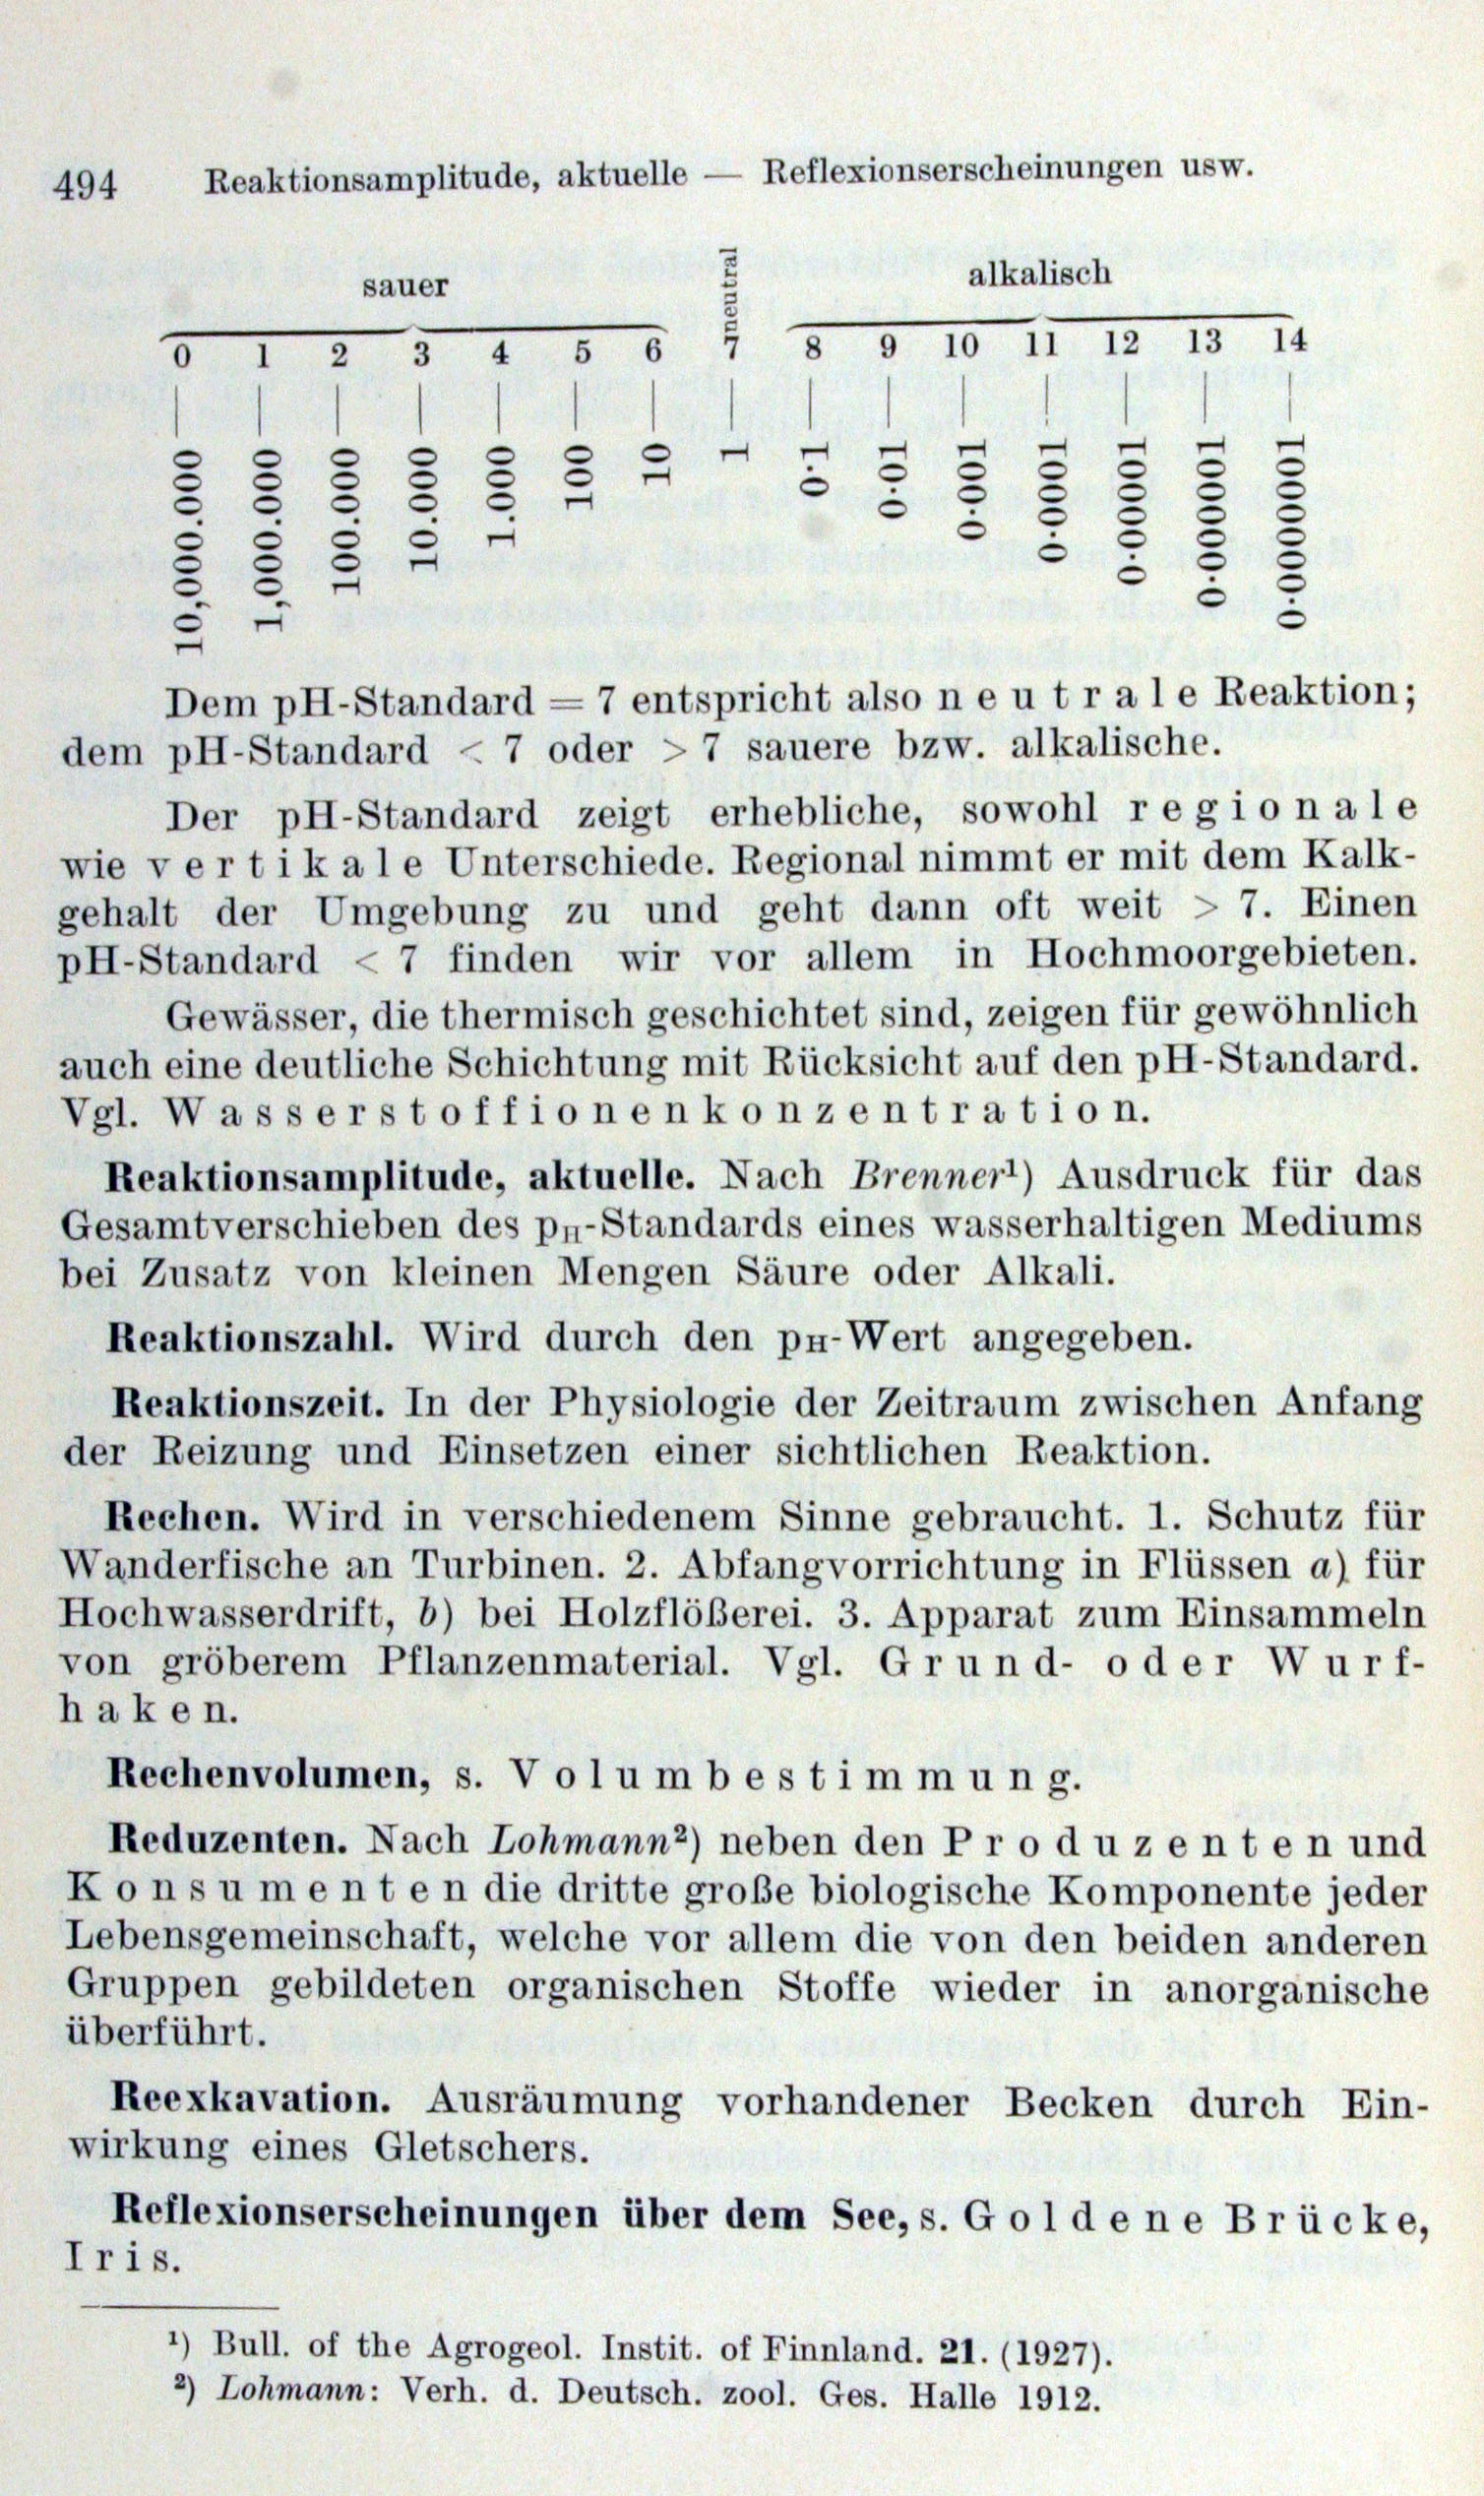 494 Reaktionsamplitude, aktuelle — Reflexionserscheinungen usw.
sauer neutral alkalisch
0 1 2 3 4 5 6 7 8 9 10 11 12 13 14
10,000.000 1,000.000 100.000 10.000 1.000 100 10 1 0·1 0·01 0·001 0·0001 0·00001 0·000001 0·0000001
Dem pH-Standard = 7 entspricht also neutrale Reaktion;
dem pH-Standard < 7 oder > 7 sauere bzw. alkalische.
Der pH-Standard zeigt erhebliche, sowohl regionale
wie vertikale Unterschiede. Regional nimmt er mit dem Kalk-
gehalt der Umgebung zu und geht dann oft weit > 7. Einen
pH-Standard < 7 finden wir vor allem in Hochmoorgebieten.
Gewässer, die thermisch geschichtet sind, zeigen für gewöhnlich
auch eine deutliche Schichtung mit Rücksicht auf den pH-Standard.
Vgl. Wasserstoffionenkonzentration.
Reaktionsamplitude, aktuelle. Nach Brenner¹) Ausdruck für das
Gesamtverschieben des pH-Standards eines wasserhaltigen Mediums
bei Zusatz von kleinen Mengen Säure oder Alkali.
Reaktionszahl. Wird durch den pH-Wert angegeben.
Reaktionszeit. In der Physiologie der Zeitraum zwischen Anfang
der Reizung und Einsetzen einer sichtlichen Reaktion.
Rechen. Wird in verschiedenem Sinne gebraucht. 1. Schutz für
Wanderfische an Turbinen. 2. Abfangvorrichtung in Flüssen a) für
Hochwasserdrift, b) bei Holzflößerei. 3. Apparat zum Einsammeln
von gröberem Pflanzenmaterial. Vgl. Grund- oder Wurf-
haken.
Rechenvolumen, s. Volumbestimmung.
Reduzenten. Nach Lohmann²) neben den Produzenten und
Konsumenten die dritte große biologische Komponente jeder
Lebensgemeinschaft, welche vor allem die von den beiden anderen
Gruppen gebildeten organischen Stoffe wieder in anorganische
überführt.
Reexkavation. Ausräumung vorhandener Becken durch Ein-
wirkung eines Gletschers.
Reflexionserscheinungen über dem See, s. Goldene Brücke,
Iris.
¹) Bull. of the Agrogeol. Instit. of Finnland. 21. (1927).
²) Lohmann: Verh. d. Deutsch. zool. Ges. Halle 1912.